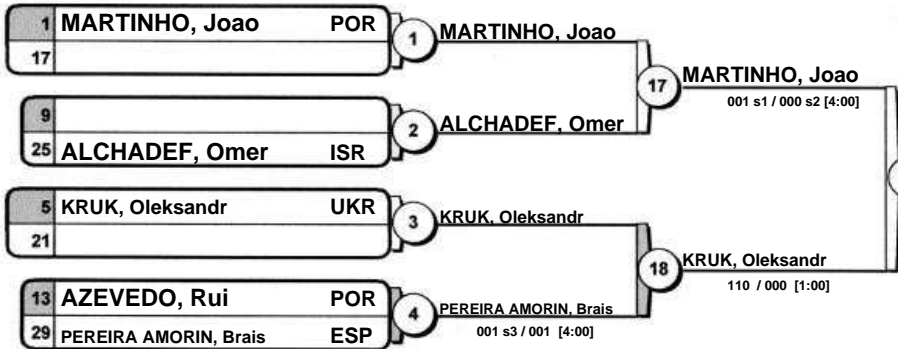 1 MARTINHO, Joao POR
17
1
MARTINHO, Joao
9
25 ALCHADEF, Omer ISR
2
ALCHADEF, Omer
17
MARTINHO, Joao
001 s1 / 000 s2 [4:00]
5 KRUK, Oleksandr UKR
21
3
KRUK, Oleksandr
13 AZEVEDO, Rui POR
29 PEREIRA AMORIN, Brais ESP
4
PEREIRA AMORIN, Brais
001 s3 / 001 [4:00]
18
KRUK, Oleksandr
110 / 000 [1:00]